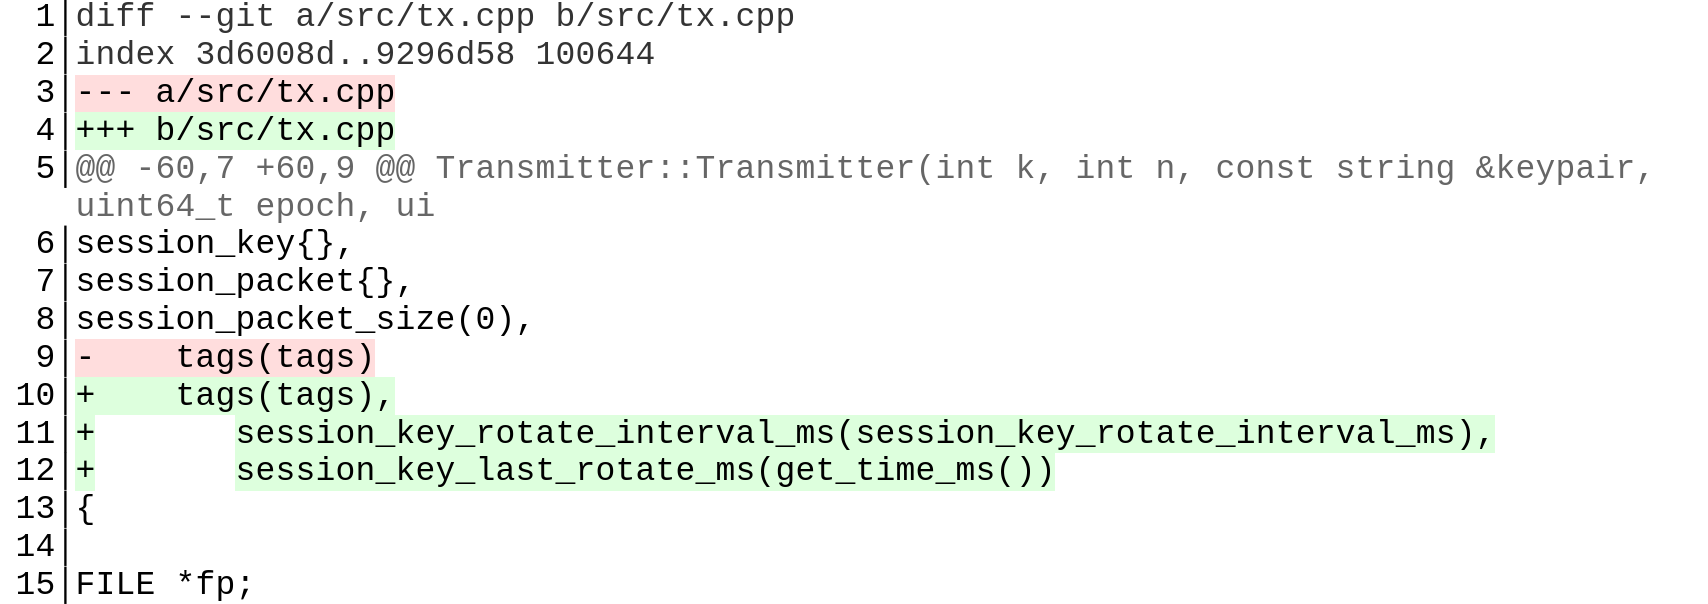 1 diff --git a/src/tx.cpp b/src/tx.cpp
2 index 3d6008d..9296d58 100644
3 --- a/src/tx.cpp
4 +++ b/src/tx.cpp
5 @@ -60,7 +60,9 @@ Transmitter::Transmitter(int k, int n, const string &keypair,
uint64_t epoch, ui
6 session_key{},
7 session_packet{},
8 session_packet_size(0),
9 -    tags(tags)
10 +    tags(tags),
11 +       session_key_rotate_interval_ms(session_key_rotate_interval_ms),
12 +       session_key_last_rotate_ms(get_time_ms())
13 {
14
15 FILE *fp;